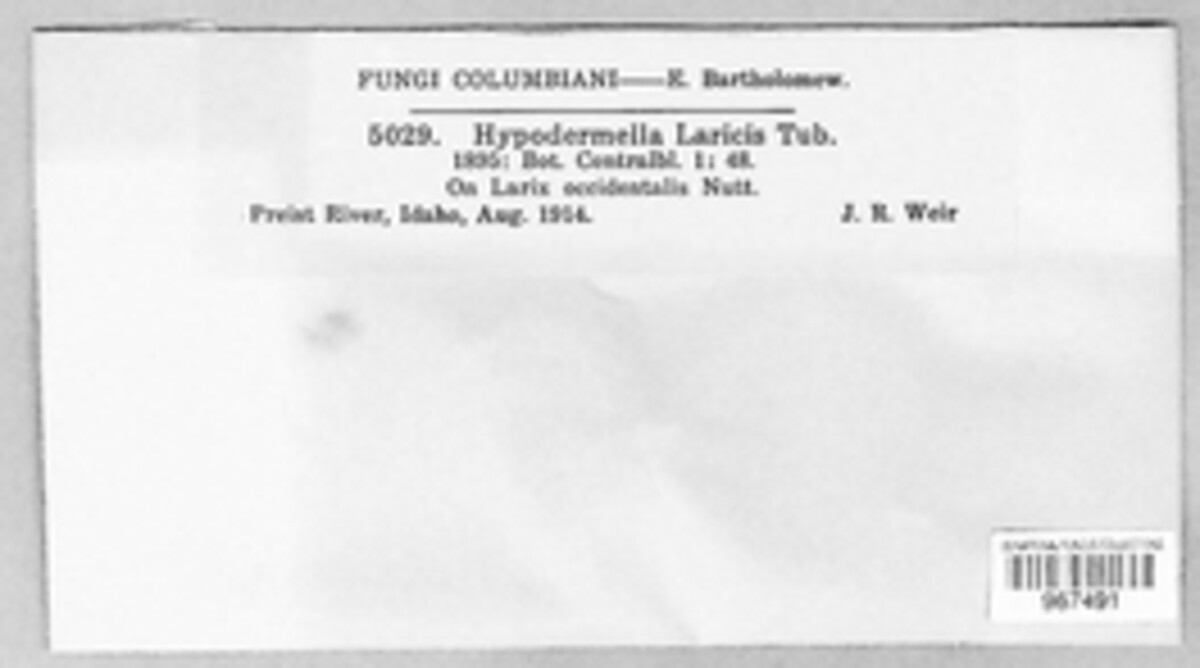 FUNGI COLUMBIANI—E. Bartholomew.
5029. Hypodermella Laricis Tub.
1895: Bot. Centralbl. 1: 48.
On Larix occidentalis Nutt.
Preist River, Idaho, Aug. 1914.
J. R. Weir
967491